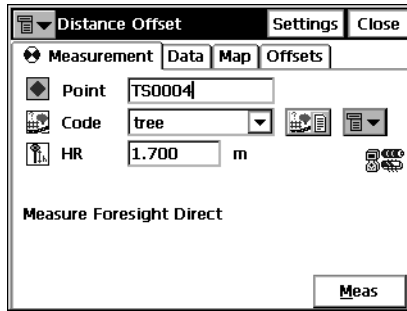 Distance Offset Settings Close
Measurement Data Map Offsets
Point TS0004
Code tree
HR 1.700 m
Measure Foresight Direct
Meas